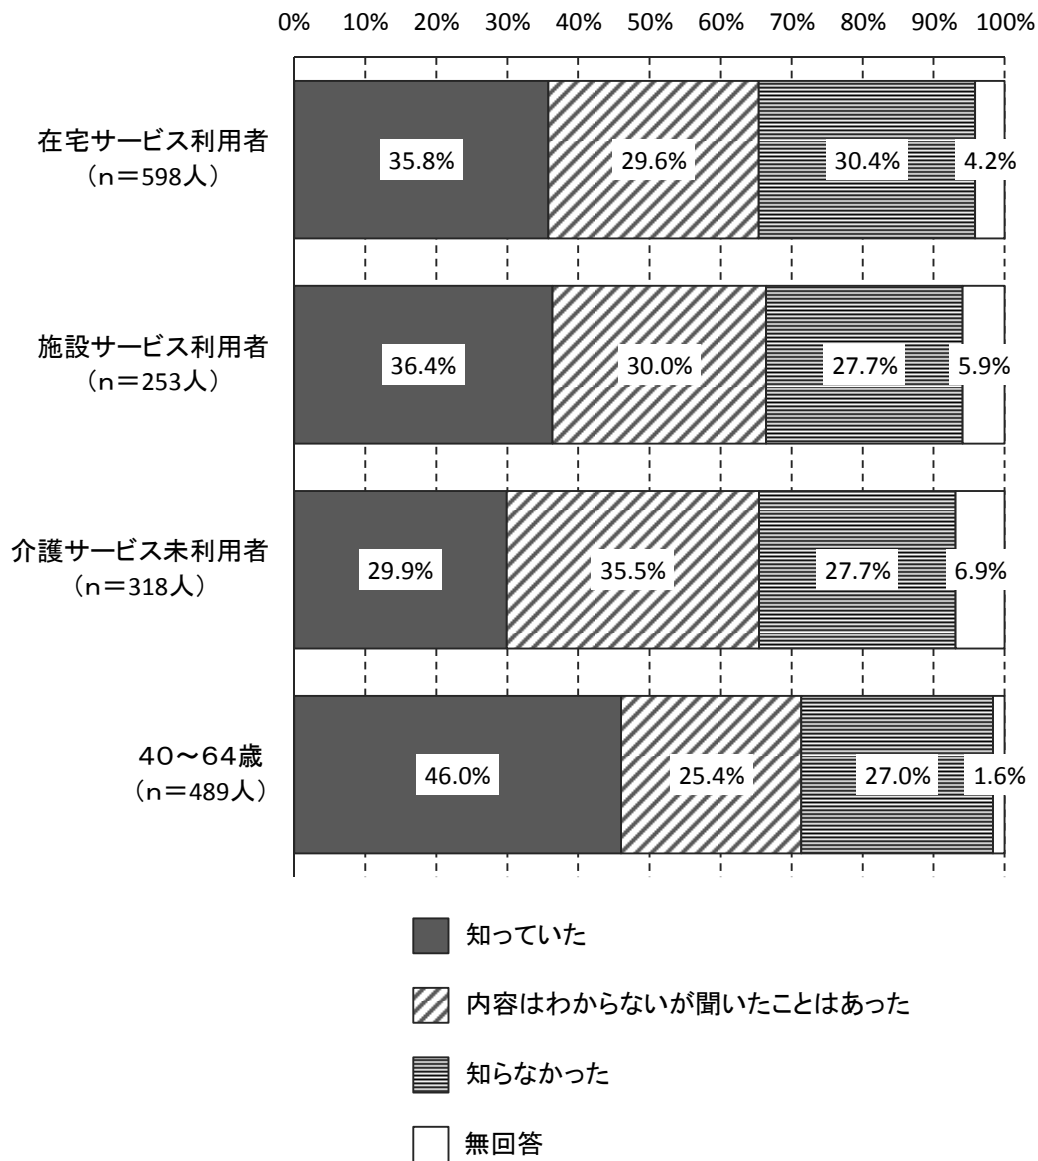 0% 10% 20% 30% 40% 50% 60% 70% 80% 90% 100%
在宅サービス利用者
（ｎ＝598人）
35.8% 29.6% 30.4% 4.2%
施設サービス利用者
（ｎ＝253人）
36.4% 30.0% 27.7% 5.9%
介護サービス未利用者
（ｎ＝318人）
29.9% 35.5% 27.7% 6.9%
４０～６４歳
（ｎ＝489人）
46.0% 25.4% 27.0% 1.6%
知っていた
内容はわからないが聞いたことはあった
知らなかった
無回答